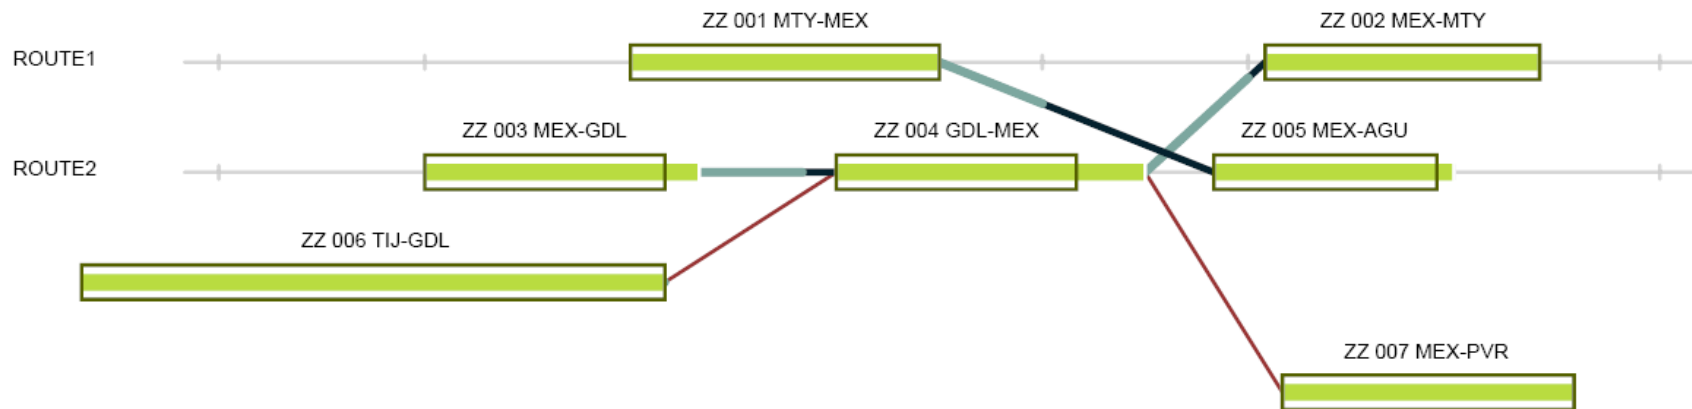 ZZ 001 MTY-MEX
ZZ 002 MEX-MTY
ROUTE1
ZZ 003 MEX-GDL
ZZ 004 GDL-MEX
ZZ 005 MEX-AGU
ROUTE2
ZZ 006 TIJ-GDL
ZZ 007 MEX-PVR